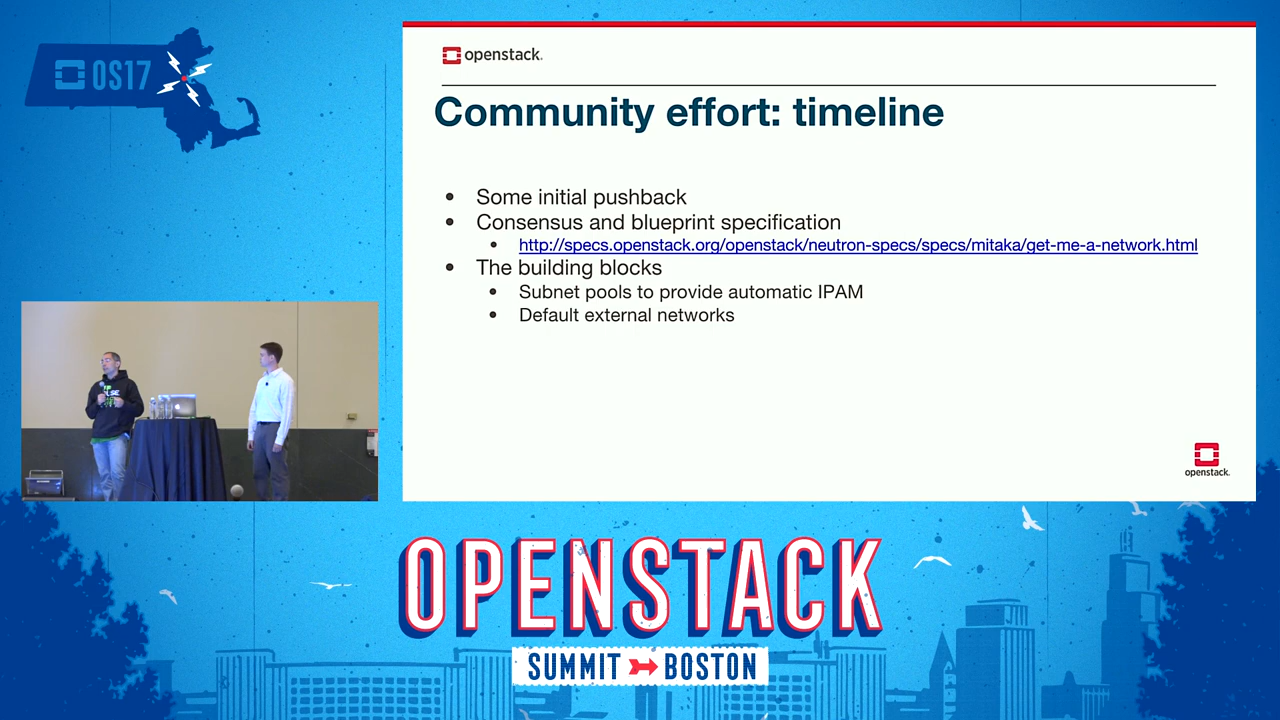 OS17
openstack.
Community effort: timeline
• Some initial pushback
• Consensus and blueprint specification
• http://specs.openstack.org/openstack/neutron-specs/specs/mitaka/get-me-a-network.html
• The building blocks
• Subnet pools to provide automatic IPAM
• Default external networks
openstack.
OPENSTACK
SUMMIT BOSTON